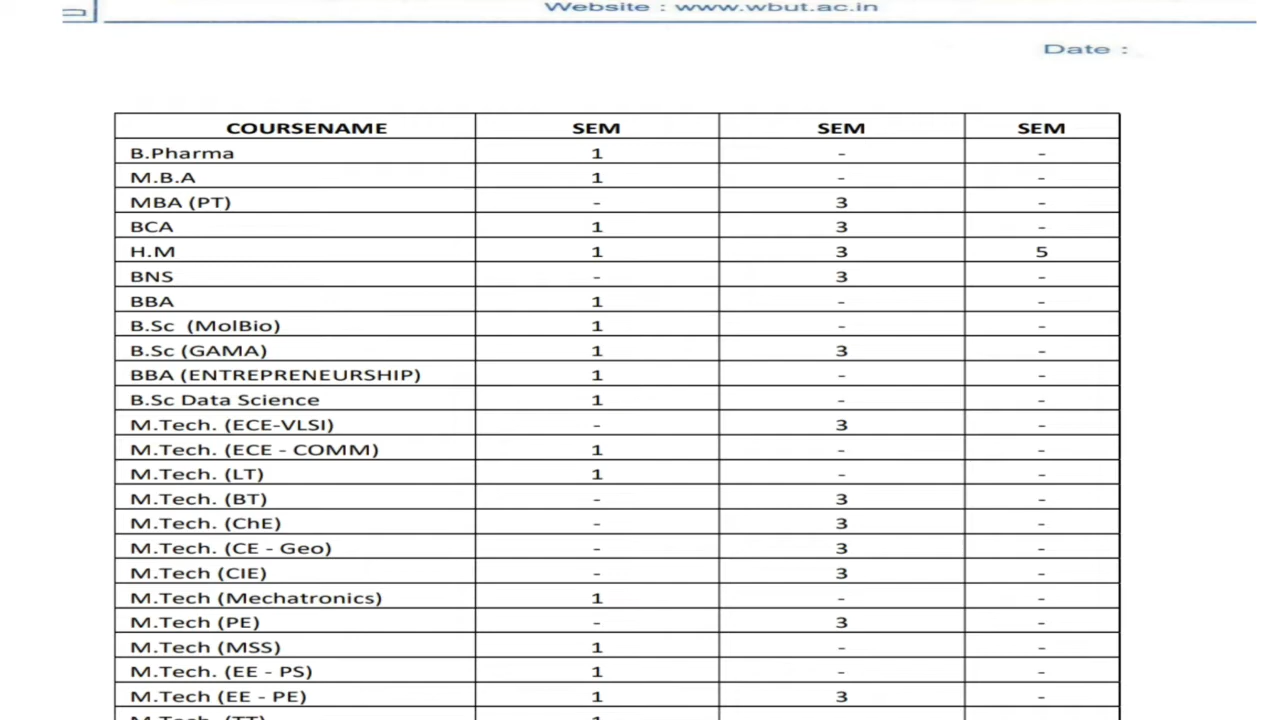 Website : www.wbut.ac.in
Date :
COURSENAME SEM SEM SEM
B.Pharma 1 - -
M.B.A 1 - -
MBA (PT) - 3 -
BCA 1 3 -
H.M 1 3 5
BNS - 3 -
BBA 1 - -
B.Sc (MolBio) 1 - -
B.Sc (GAMA) 1 3 -
BBA (ENTREPRENEURSHIP) 1 - -
B.Sc Data Science 1 - -
M.Tech. (ECE-VLSI) - 3 -
M.Tech. (ECE - COMM) 1 - -
M.Tech. (LT) 1 - -
M.Tech. (BT) - 3 -
M.Tech. (ChE) - 3 -
M.Tech. (CE - Geo) - 3 -
M.Tech (CIE) - 3 -
M.Tech (Mechatronics) 1 - -
M.Tech (PE) - 3 -
M.Tech (MSS) 1 - -
M.Tech. (EE - PS) 1 - -
M.Tech (EE - PE) 1 3 -
M.Tech. (TT) 1